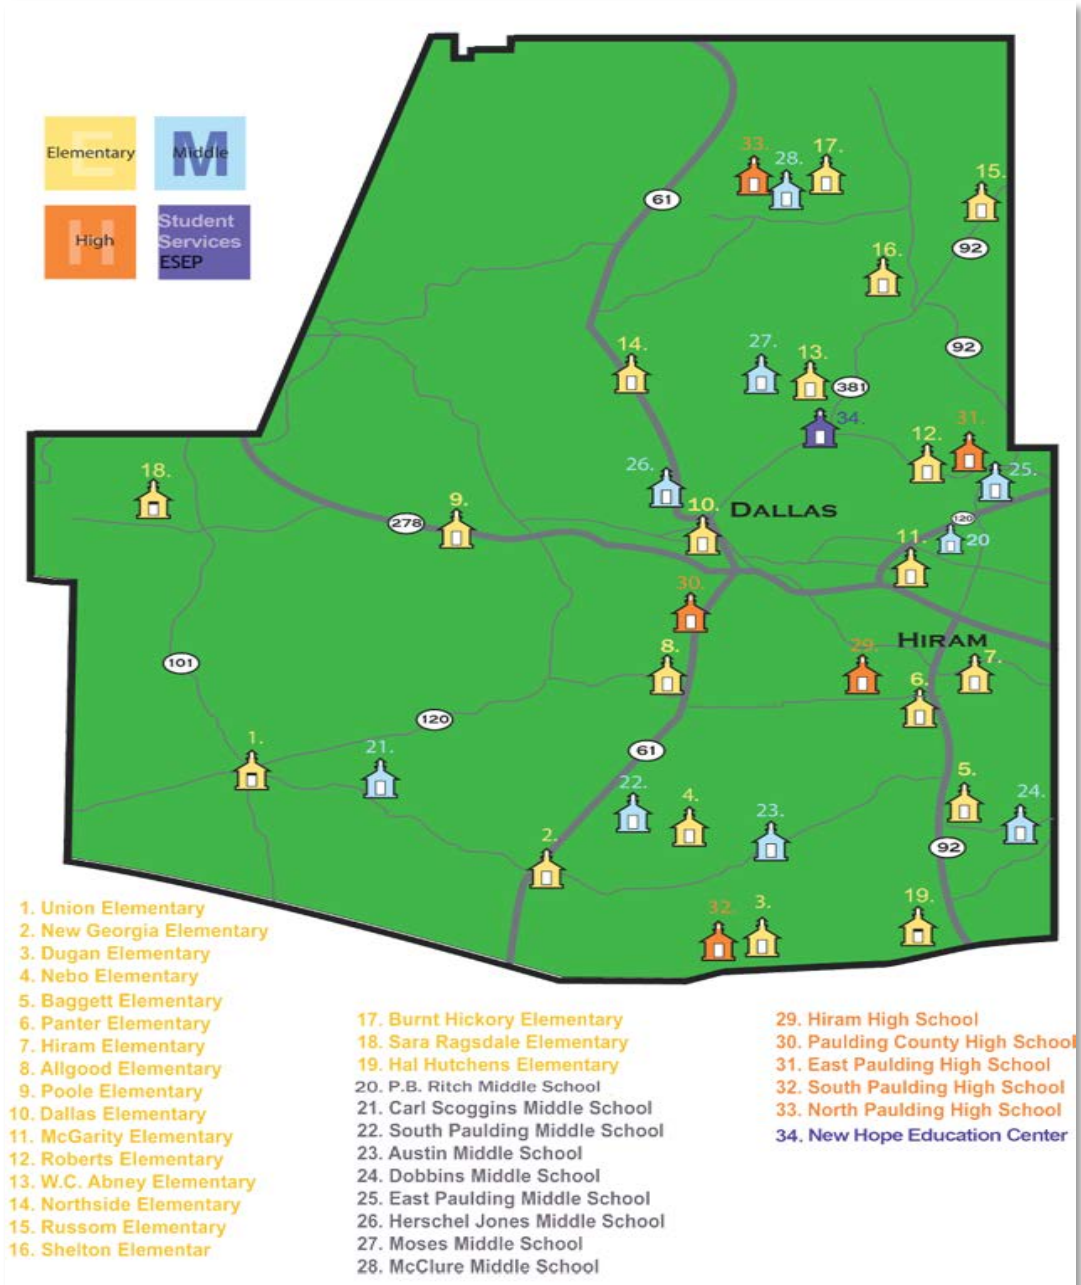 E
Elementary
M
Middle
H
High
Student
Services
ESEP
33.
28.
17.
15.
61
92
16.
92
14.
27.
13.
381
34.
31.
12.
25.
18.
26.
9.
10.
DALLAS
278
120
11.
20
30.
HIRAM
8.
29.
7.
6.
101
120
61
1.
21.
22.
4.
23.
5.
24.
2.
92
32.
3.
19.
1. Union Elementary
2. New Georgia Elementary
3. Dugan Elementary
4. Nebo Elementary
5. Baggett Elementary
6. Panter Elementary
7. Hiram Elementary
8. Allgood Elementary
9. Poole Elementary
10. Dallas Elementary
11. McGarity Elementary
12. Roberts Elementary
13. W.C. Abney Elementary
14. Northside Elementary
15. Russom Elementary
16. Shelton Elementar
17. Burnt Hickory Elementary
18. Sara Ragsdale Elementary
19. Hal Hutchens Elementary
20. P.B. Ritch Middle School
21. Carl Scoggins Middle School
22. South Paulding Middle School
23. Austin Middle School
24. Dobbins Middle School
25. East Paulding Middle School
26. Herschel Jones Middle School
27. Moses Middle School
28. McClure Middle School
29. Hiram High School
30. Paulding County High School
31. East Paulding High School
32. South Paulding High School
33. North Paulding High School
34. New Hope Education Center